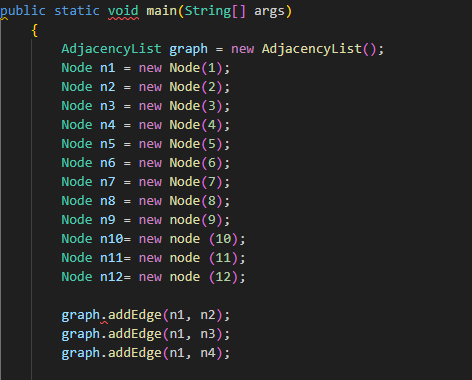 public static void main(String[] args)
{
AdjacencyList graph = new AdjacencyList();
Node n1 = new Node(1);
Node n2 = new Node(2);
Node n3 = new Node(3);
Node n4 = new Node(4);
Node n5 = new Node(5);
Node n6 = new Node(6);
Node n7 = new Node(7);
Node n8 = new Node(8);
Node n9 = new node(9);
Node n10= new node (10);
Node n11= new node (11);
Node n12= new node (12);
graph.addEdge(n1, n2);
graph.addEdge(n1, n3);
graph.addEdge(n1, n4);